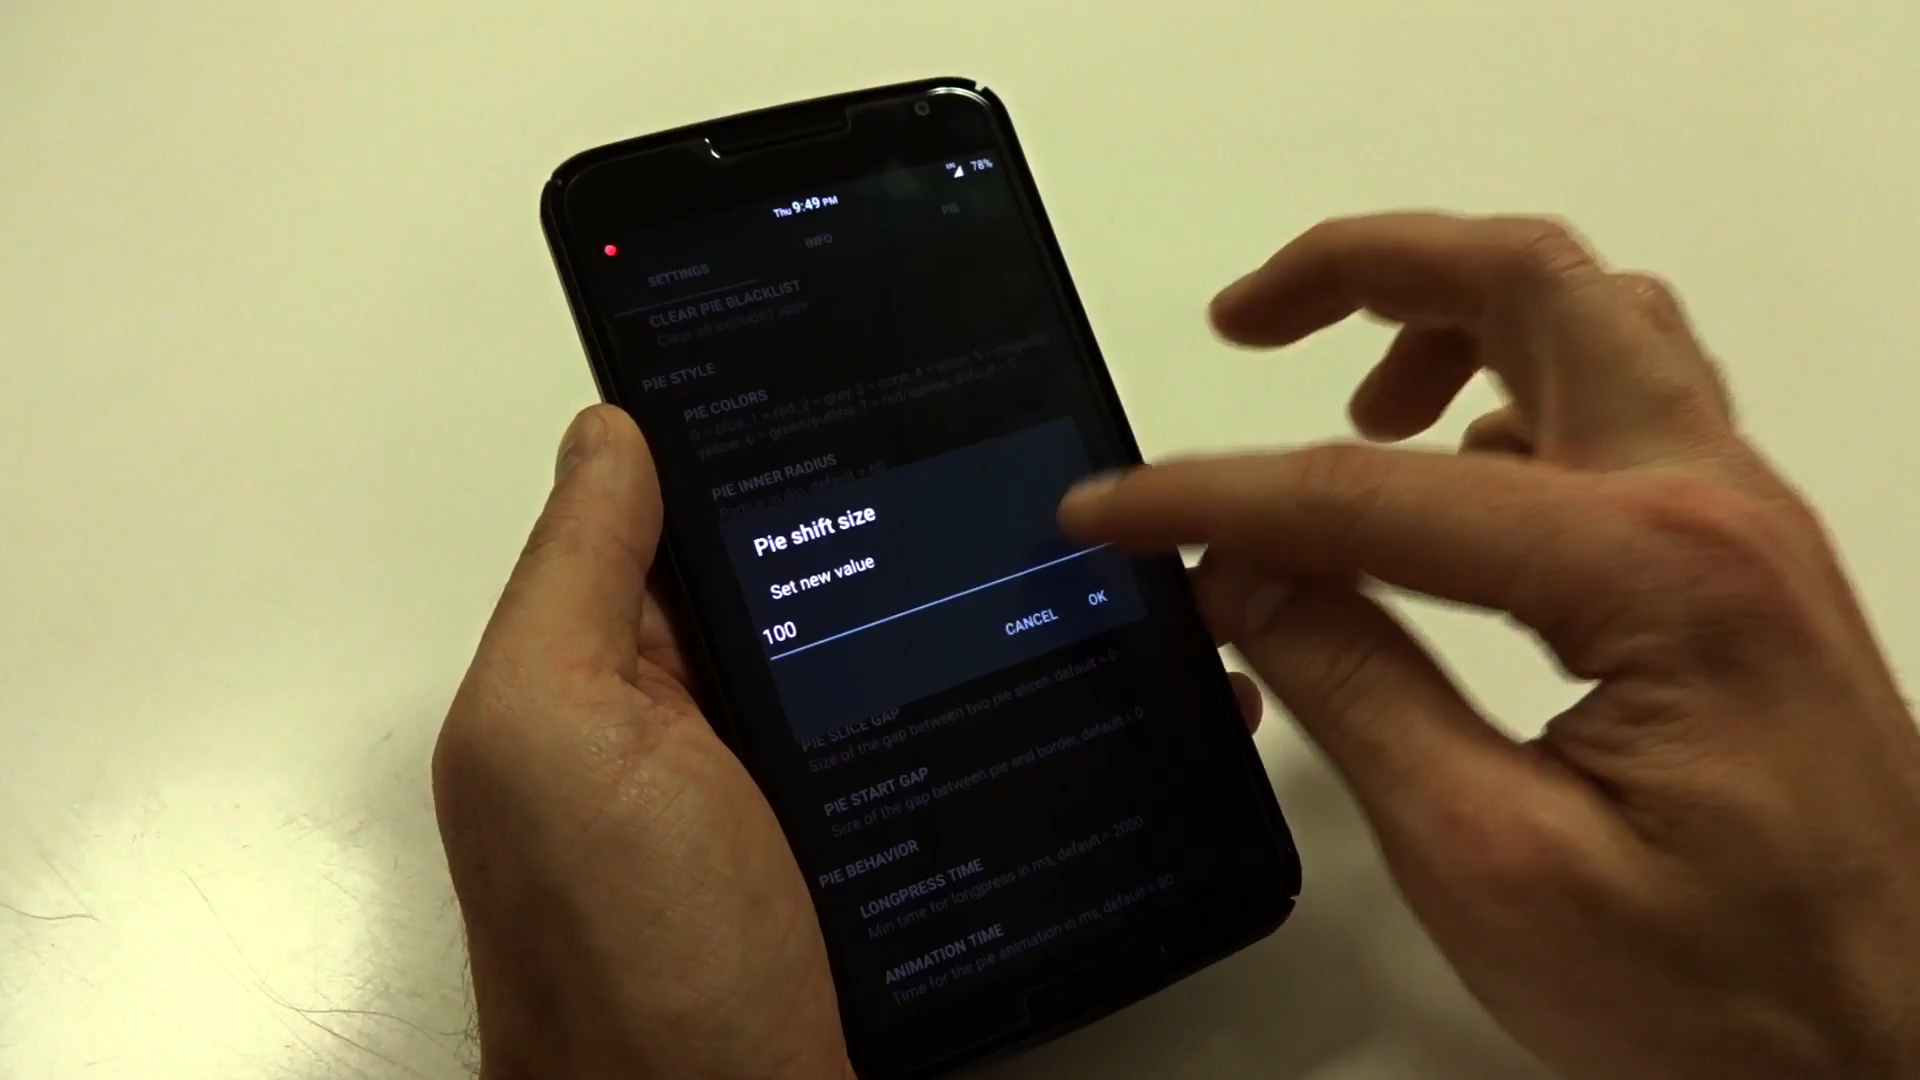 LTE 78%
Thu 9:49 PM
SETTINGS INFO PIE
CLEAR PIE BLACKLIST
Clear all excluded apps
PIE STYLE
PIE COLORS
0 = blue, 1 = red, 2 = grey, 3 = none, 4 = white, 5 =
yellow, 6 = green/outline, 7 = red/outline, default = 0
PIE INNER RADIUS
Radius in dip, default = 60
Pie shift size
Set new value
100
CANCEL OK
PIE SLICE GAP
Size of the gap between two pie slices, default = 0
PIE START GAP
Size of the gap between pie and border, default = 0
PIE BEHAVIOR
LONGPRESS TIME
Min time for longpress in ms, default = 2000
ANIMATION TIME
Time for the pie animation in ms, default = 80